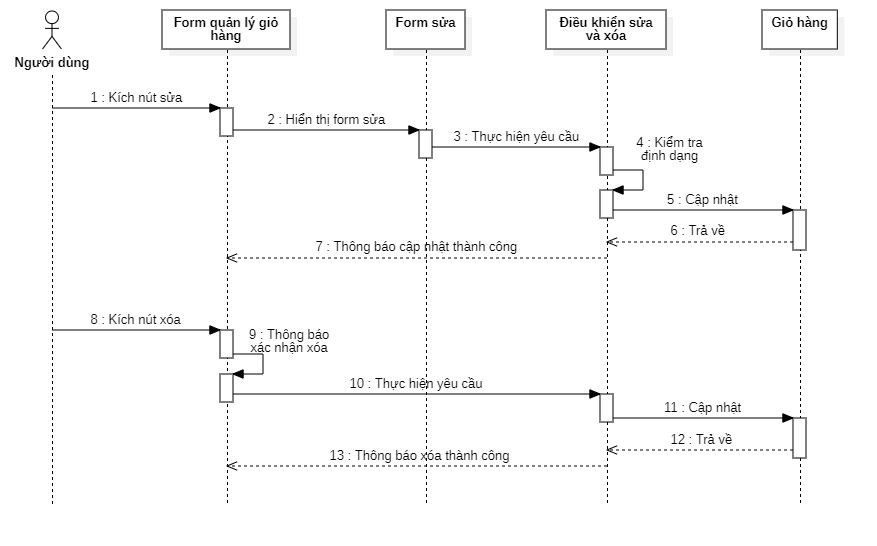 Form quản lý giỏ
hàng
Form sửa
Điều khiển sửa
và xóa
Giỏ hàng
Người dùng
1 : Kích nút sửa
2 : Hiển thị form sửa
3 : Thực hiện yêu cầu
4 : Kiểm tra
định dạng
5 : Cập nhật
6 : Trả về
7 : Thông báo cập nhật thành công
8 : Kích nút xóa
9 : Thông báo
xác nhận xóa
10 : Thực hiện yêu cầu
11 : Cập nhật
12 : Trả về
13 : Thông báo xóa thành công